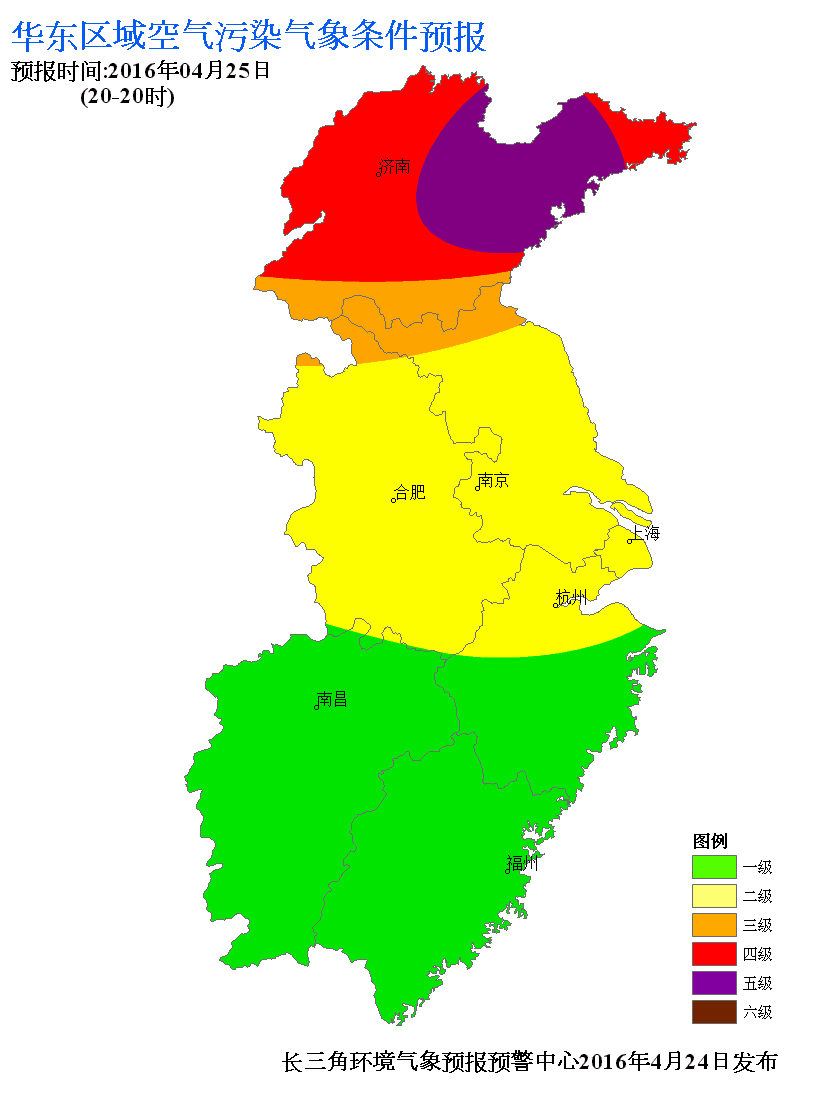 华东区域空气污染气象条件预报
预报时间:2016年04月25日
(20-20时)
济南
合肥
南京
上海
杭州
南昌
福州
图例
一级
二级
三级
四级
五级
六级
长三角环境气象预报预警中心2016年4月24日发布